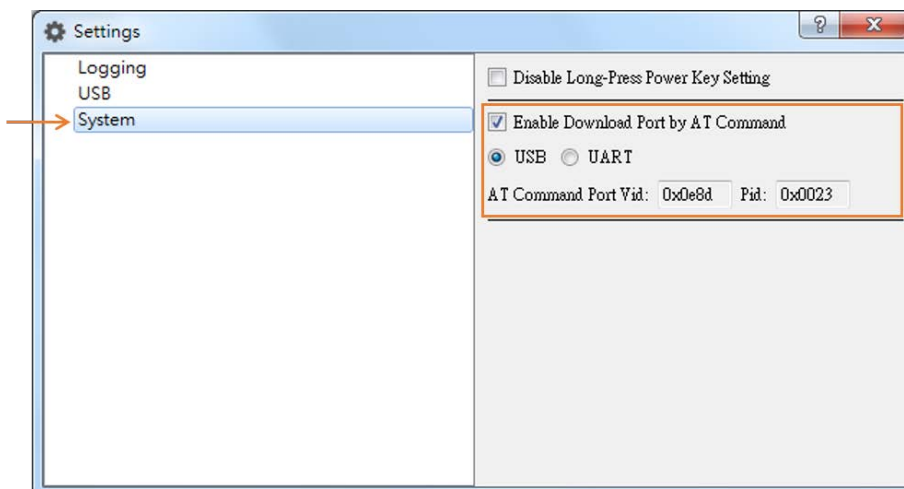 Settings
?
X
Logging
USB
System
Disable Long-Press Power Key Setting
Enable Download Port by AT Command
USB UART
AT Command Port Vid: 0x0e8d Pid: 0x0023